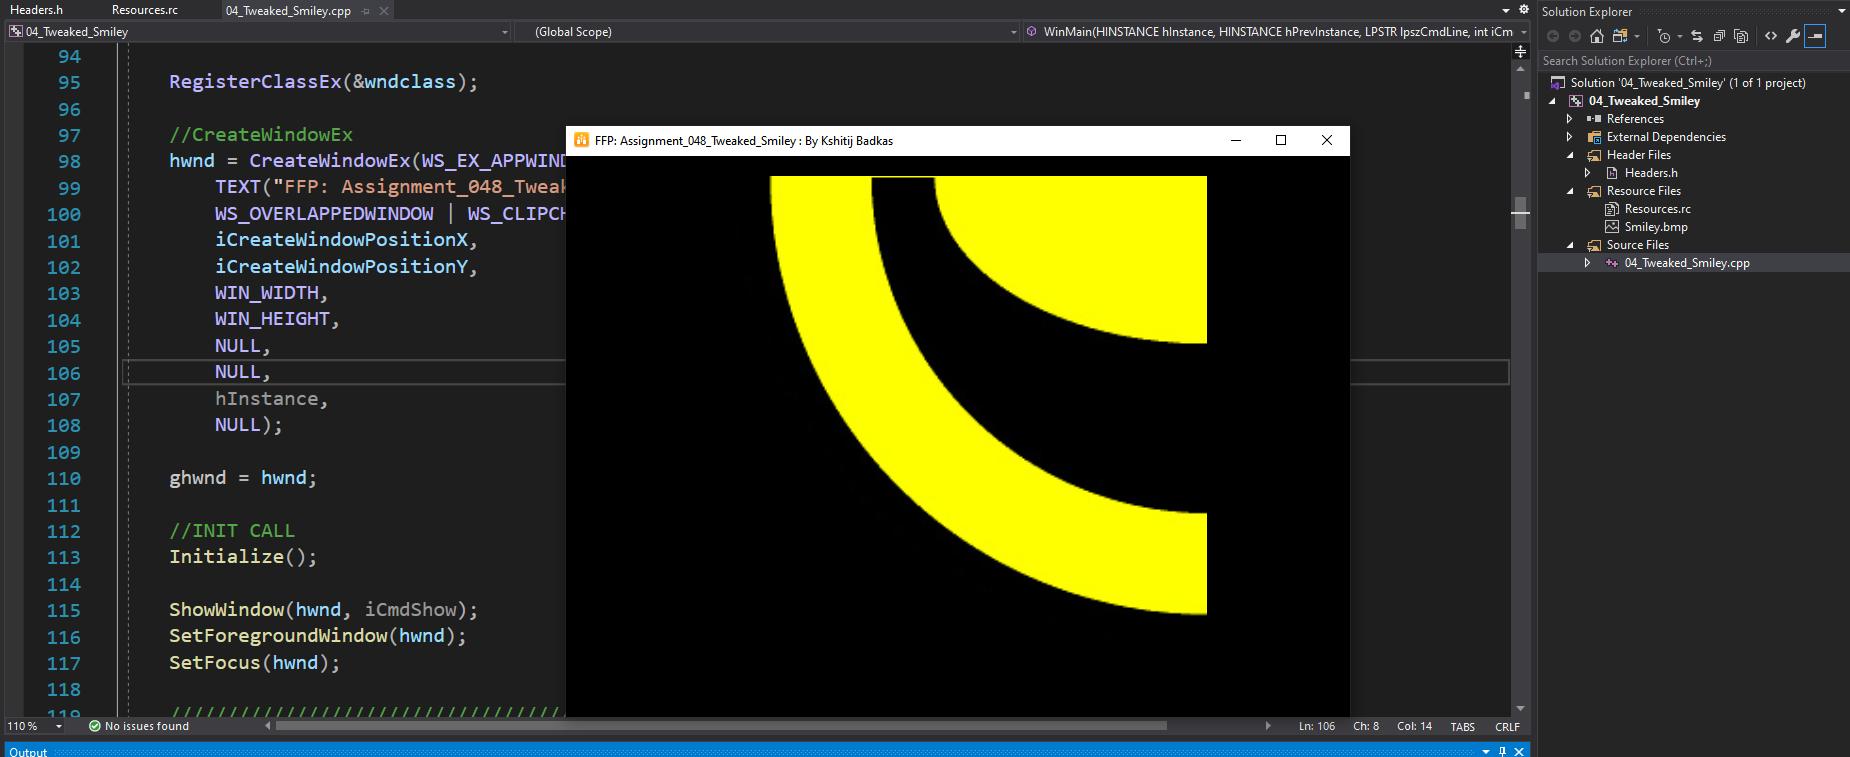 Headers.h Resources.rc 04_Tweaked_Smiley.cpp
04_Tweaked_Smiley (Global Scope) WinMain(HINSTANCE hInstance, HINSTANCE hPrevInstance, LPSTR lpszCmdLine, int iCm
94
95 RegisterClassEx(&wndclass);
96
97 //CreateWindowEx
98 hwnd = CreateWindowEx(WS_EX_APPWIND
99 TEXT("FFP: Assignment_048_Tweak
100 WS_OVERLAPPEDWINDOW | WS_CLIPCH
101 iCreateWindowPositionX,
102 iCreateWindowPositionY,
103 WIN_WIDTH,
104 WIN_HEIGHT,
105 NULL,
106 NULL,
107 hInstance,
108 NULL);
109
110 ghwnd = hwnd;
111
112 //INIT CALL
113 Initialize();
114
115 ShowWindow(hwnd, iCmdShow);
116 SetForegroundWindow(hwnd);
117 SetFocus(hwnd);
118
119 //////////////////////////////////
110 % No issues found Ln: 106 Ch: 8 Col: 14 TABS CRLF
Output
FFP: Assignment_048_Tweaked_Smiley : By Kshitij Badkas
Solution Explorer
Search Solution Explorer (Ctrl+;)
Solution '04_Tweaked_Smiley' (1 of 1 project)
04_Tweaked_Smiley
References
External Dependencies
Header Files
Headers.h
Resource Files
Resources.rc
Smiley.bmp
Source Files
04_Tweaked_Smiley.cpp